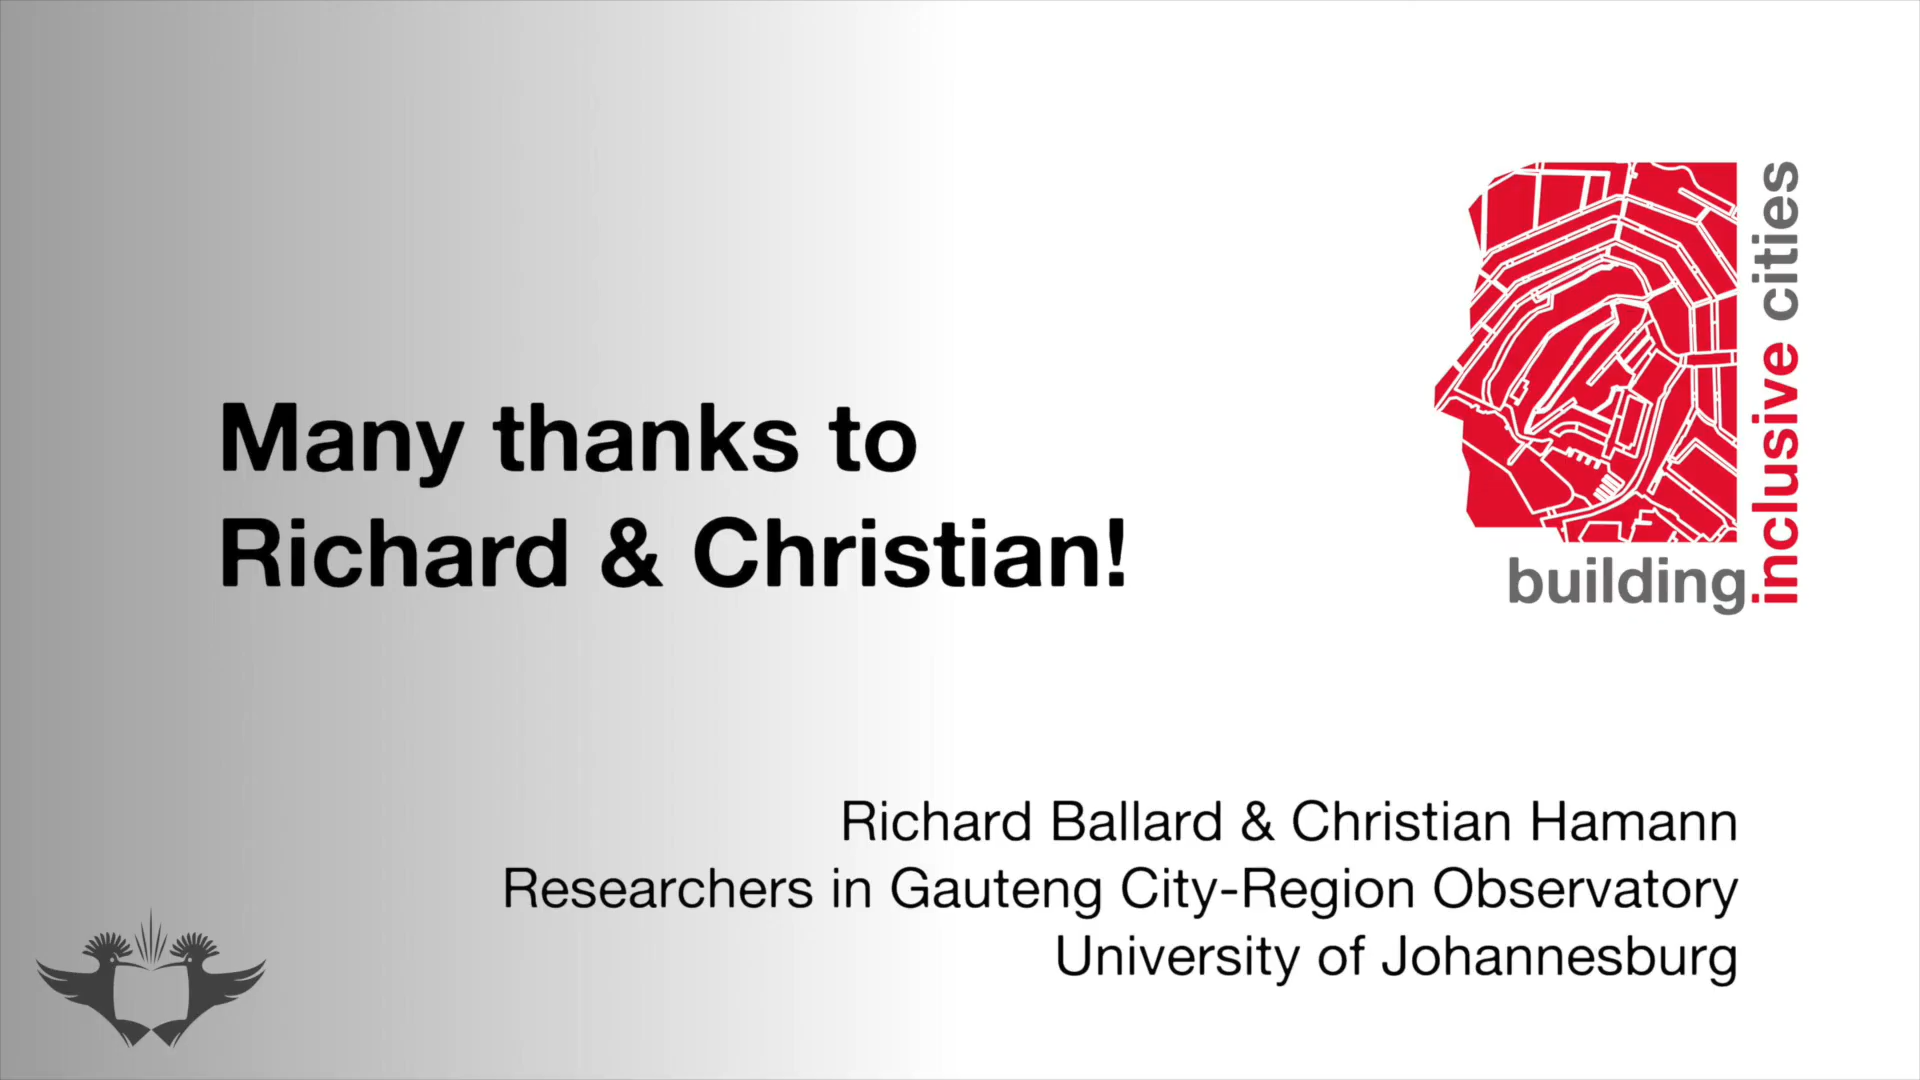 Many thanks to
Richard & Christian!
building
inclusive cities
Richard Ballard & Christian Hamann
Researchers in Gauteng City-Region Observatory
University of Johannesburg